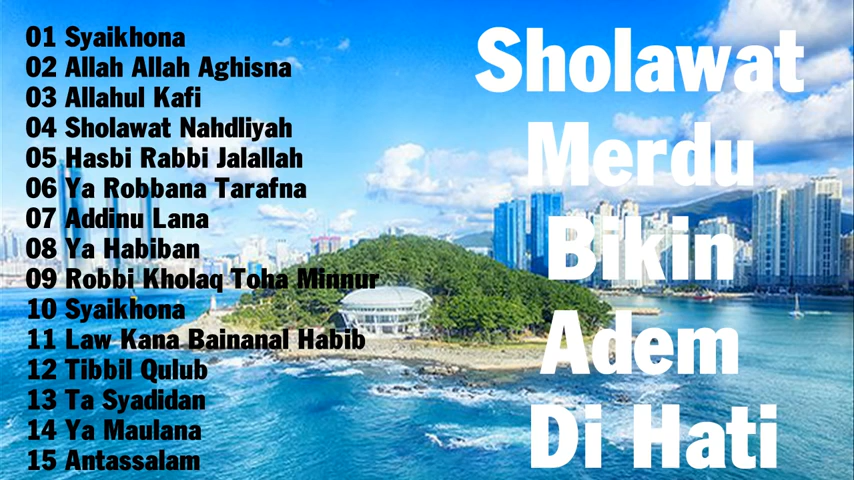 01 Syaikhona
02 Allah Allah Aghisna
03 Allahul Kafi
04 Sholawat Nahdliyah
05 Hasbi Rabbi Jalallah
06 Ya Robbana Tarafna
07 Addinu Lana
08 Ya Habiban
09 Robbi Kholaq Toha Minnur
10 Syaikhona
11 Law Kana Bainanal Habib
12 Tibbil Qulub
13 Ta Syadidan
14 Ya Maulana
15 Antassalam
Sholawat
Merdu
Bikin
Adem
Di Hati